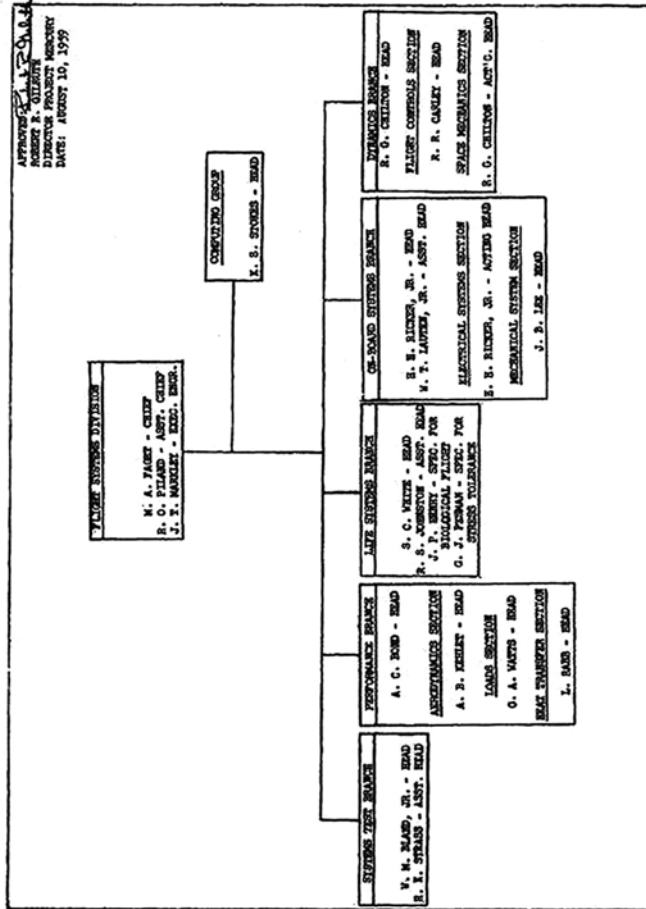 APPROVED
ROBERT R. GILRUTH
DIRECTOR PROJECT MERCURY
DATE: AUGUST 10, 1959
FLIGHT SYSTEMS DIVISION
M. A. FAGET - CHIEF
R. O. PILAND - ASST. CHIEF
J. T. MARKLEY - EXEC. ENGR.
COMPUTING GROUP
K. S. STOKES - HEAD
SYSTEMS TEST BRANCH
W. M. BLAND, JR. - HEAD
R. K. STRASS - ASST. HEAD
PERFORMANCE BRANCH
A. C. BOND - HEAD
AERODYNAMICS SECTION
A. B. KEHLET - HEAD
LOADS SECTION
G. A. WATTS - HEAD
HEAT TRANSFER SECTION
L. RABB - HEAD
LIFE SYSTEMS BRANCH
S. C. WHITE - HEAD
R. S. JOHNSTON - ASST. HEAD
J. P. HENRY - SPEC. FOR
BIOLOGICAL FLIGHT
G. J. PEHMAN - SPEC. FOR
STRESS TOLERANCE
ON-BOARD SYSTEMS BRANCH
H. H. RICKER, JR. - HEAD
W. T. LAUTEN, JR. - ASST. HEAD
ELECTRICAL SYSTEMS SECTION
H. H. RICKER, JR. - ACTING HEAD
MECHANICAL SYSTEM SECTION
J. B. LEE - HEAD
DYNAMICS BRANCH
R. G. CHILTON - HEAD
FLIGHT CONTROLS SECTION
R. R. CARLEY - HEAD
SPACE MECHANICS SECTION
R. G. CHILTON - ACT'G. HEAD